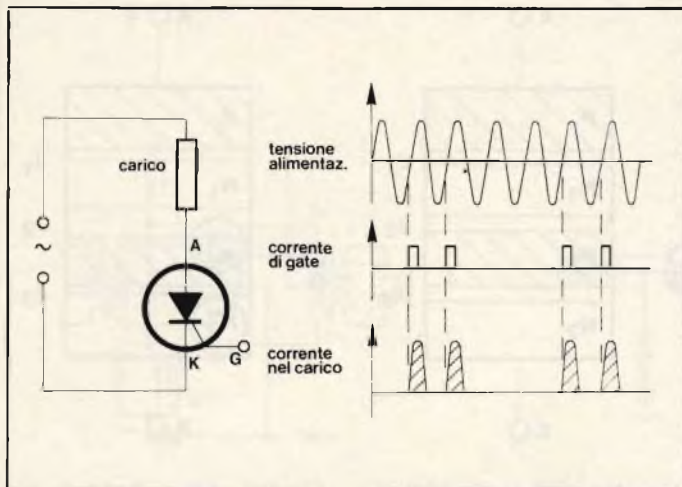 carico
~
A
K
G
tensione
alimentaz.
corrente
di gate
corrente
nel carico